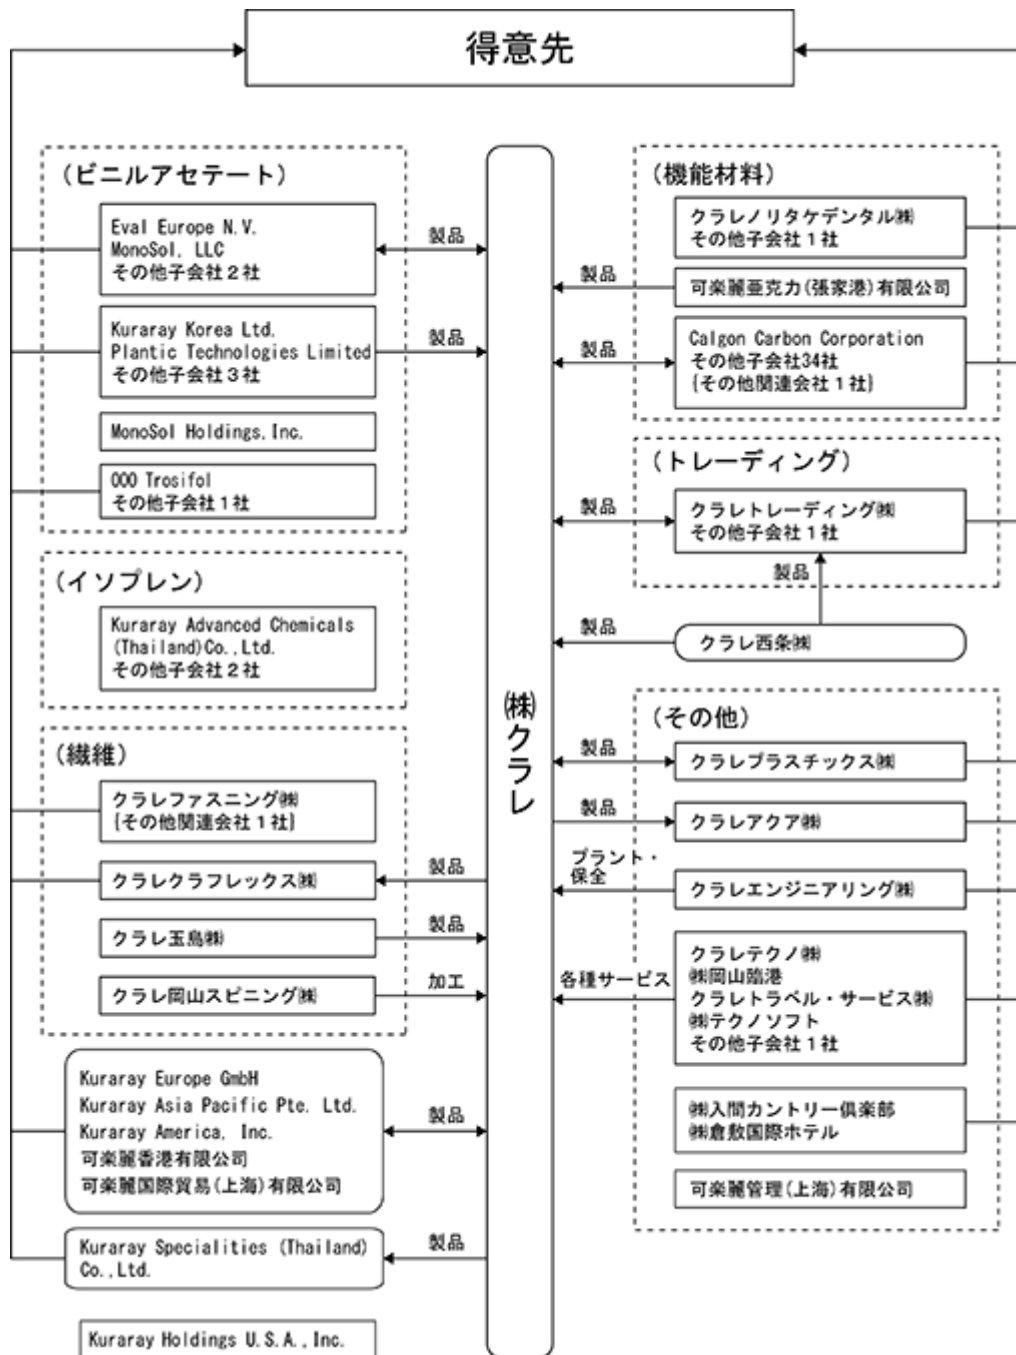 得意先
(ビニルアセテート)
Eval Europe N.V.
MonoSol, LLC
その他子会社2社
製品
Kuraray Korea Ltd.
Plantic Technologies Limited
その他子会社3社
製品
MonoSol Holdings,Inc.
OOO Trosifol
その他子会社1社
(イソプレン)
Kuraray Advanced Chemicals
(Thailand)Co.,Ltd.
その他子会社2社
(繊維)
クラレファスニング㈱
{その他関連会社1社}
クラレクラフレックス㈱
製品
クラレ玉島㈱
製品
クラレ岡山スピニング㈱
加工
Kuraray Europe GmbH
Kuraray Asia Pacific Pte. Ltd.
Kuraray America, Inc.
可楽麗香港有限公司
可楽麗国際貿易(上海)有限公司
製品
Kuraray Specialities (Thailand)
Co.,Ltd.
製品
Kuraray Holdings U.S.A.,Inc.
㈱クラレ
(機能材料)
クラレノリタケデンタル㈱
その他子会社1社
製品
可楽麗亜克力(張家港)有限公司
製品
Calgon Carbon Corporation
その他子会社34社
{その他関連会社1社}
(トレーディング)
製品
クラレトレーディング㈱
その他子会社1社
製品
製品
クラレ西条㈱
(その他)
製品
クラレプラスチックス㈱
製品
クラレアクア㈱
プラント・
保全
クラレエンジニアリング㈱
各種サービス
クラレテクノ㈱
㈱岡山臨港
クラレトラベル・サービス㈱
㈱テクノソフト
その他子会社1社
㈱入間カントリー倶楽部
㈱倉敷国際ホテル
可楽麗管理(上海)有限公司